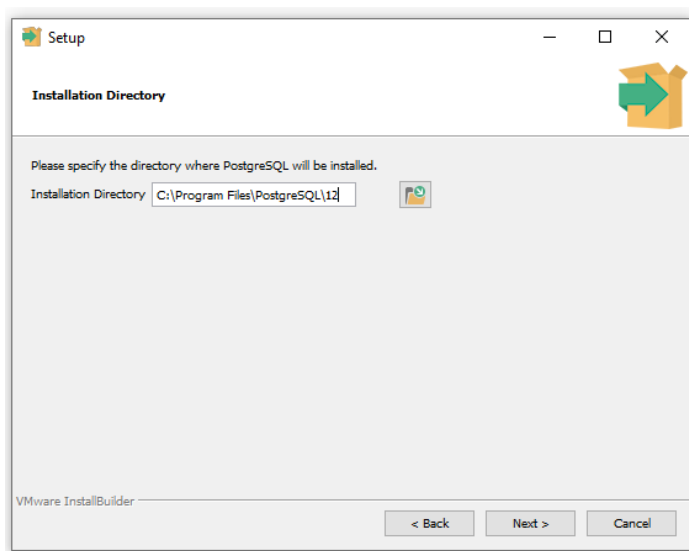 Setup
Installation Directory
Please specify the directory where PostgreSQL will be installed.
Installation Directory C:\Program Files\PostgreSQL\12
VMware InstallBuilder
< Back Next > Cancel